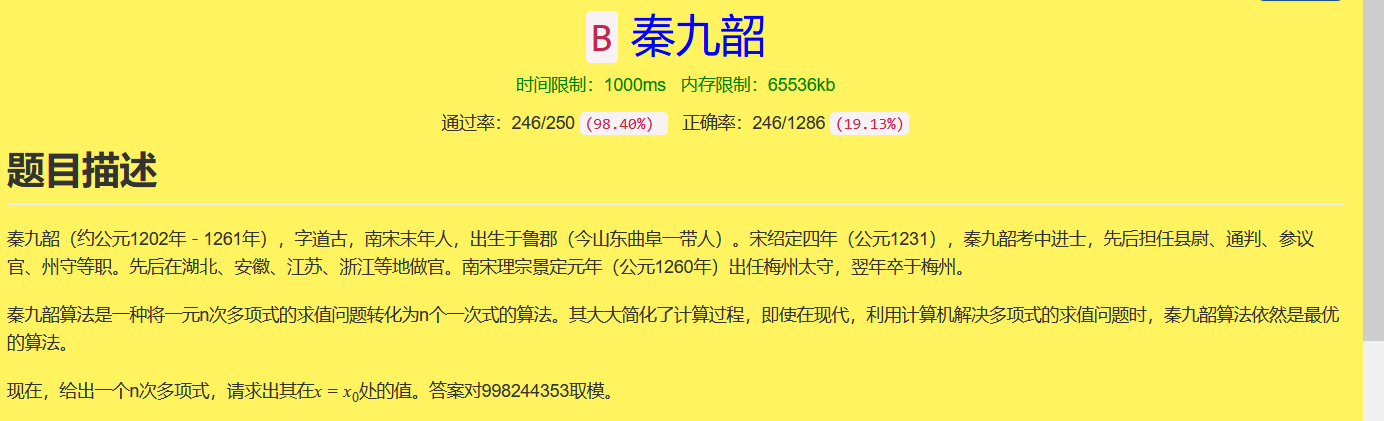 B 秦九韶
时间限制：1000ms 内存限制：65536kb
通过率：246/250 (98.40%) 正确率：246/1286 (19.13%)
题目描述
秦九韶（约公元1202年－1261年），字道古，南宋末年人，出生于鲁郡（今山东曲阜一带人）。宋绍定四年（公元1231），秦九韶考中进士，先后担任县尉、通判、参议
官、州守等职。先后在湖北、安徽、江苏、浙江等地做官。南宋理宗景定元年（公元1260年）出任梅州太守，翌年卒于梅州。
秦九韶算法是一种将一元n次多项式的求值问题转化为n个一次式的算法。其大大简化了计算过程，即使在现代，利用计算机解决多项式的求值问题时，秦九韶算法依然是最优
的算法。
现在，给出一个n次多项式，请求出其在x = x₀处的值。答案对998244353取模。